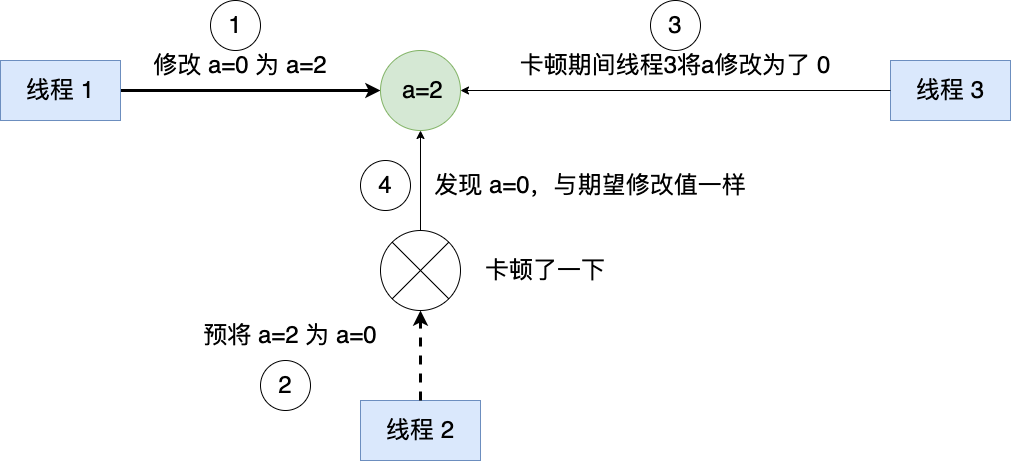 1
3
修改 a=0 为 a=2
卡顿期间线程3将a修改为了 0
线程 1
a=2
线程 3
4
发现 a=0，与期望修改值一样
卡顿了一下
预将 a=2 为 a=0
2
线程 2